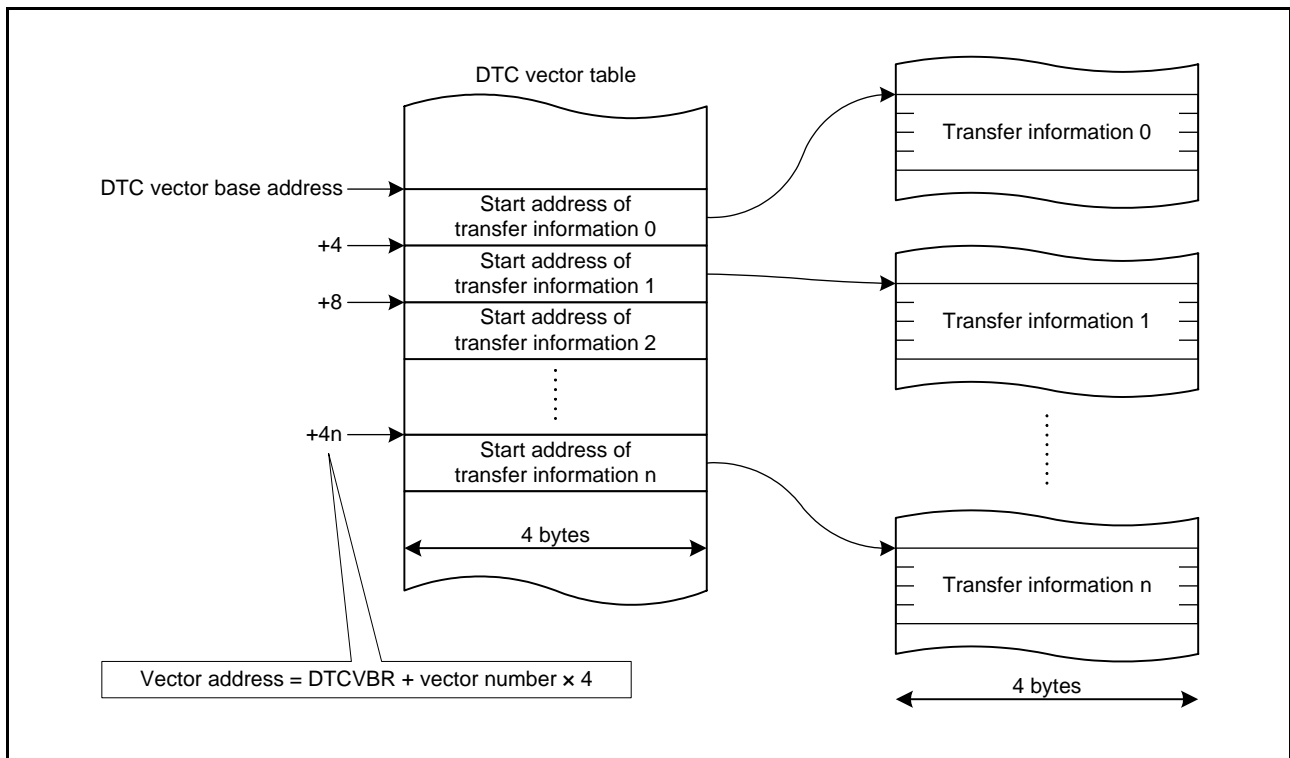 DTC vector table
DTC vector base address
Start address of
transfer information 0
+4
Start address of
transfer information 1
+8
Start address of
transfer information 2
+4n
Start address of
transfer information n
4 bytes
Vector address = DTCVBR + vector number × 4
Transfer information 0
Transfer information 1
Transfer information n
4 bytes